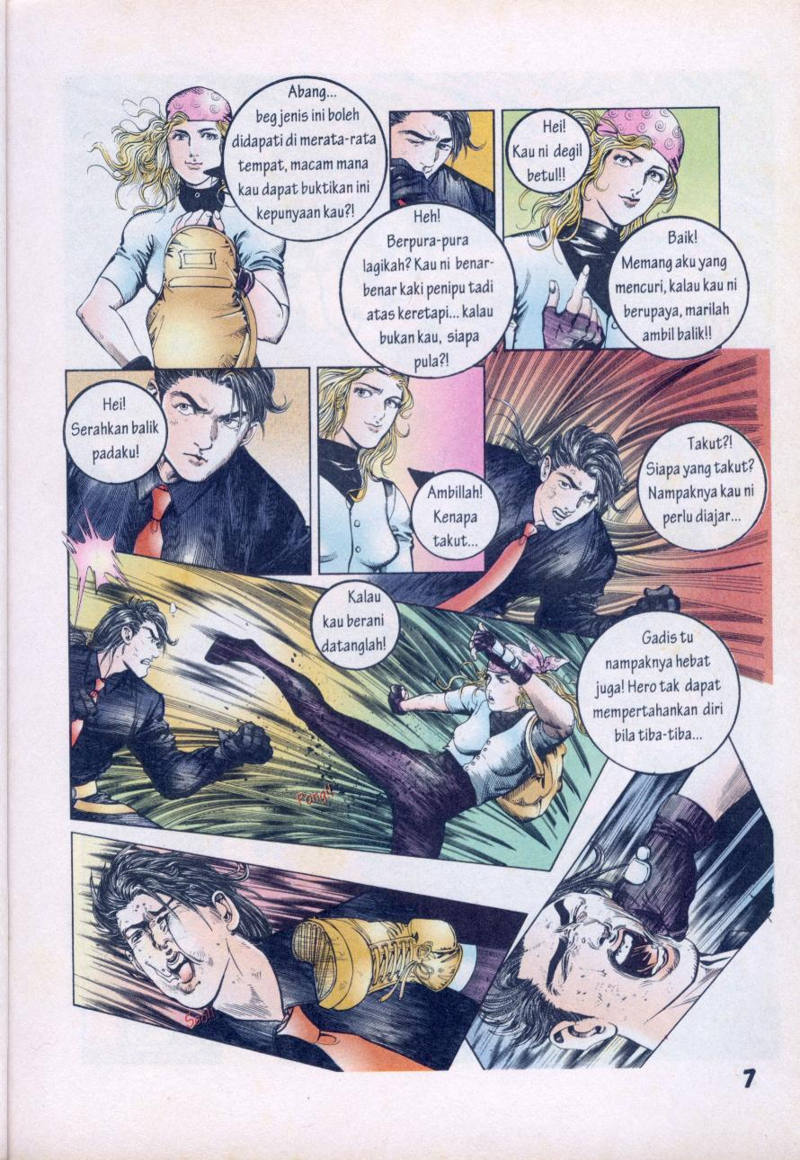 Abang...
beg jenis ini boleh
didapati di merata-rata
tempat, macam mana
kau dapat buktikan ini
kepunyaan kau?!
Heh!
Berpura-pura
lagikah? Kau ni benar-
benar kaki penipu tadi
atas keretapi... kalau
bukan kau, siapa
pula?!
Hei!
Kau ni degil
betul!!
Baik!
Memang aku yang
mencuri, kalau kau ni
berupaya, marilah
ambil balik!!
Hei!
Serahkan balik
padaku!
Ambillah!
Kenapa
takut...
Takut?!
Siapa yang takut?
Nampaknya kau ni
perlu diajar...
Kalau
kau berani
datanglah!
Pang!!
Gadis tu
nampaknya hebat
juga! Hero tak dapat
mempertahankan diri
bila tiba-tiba...
7